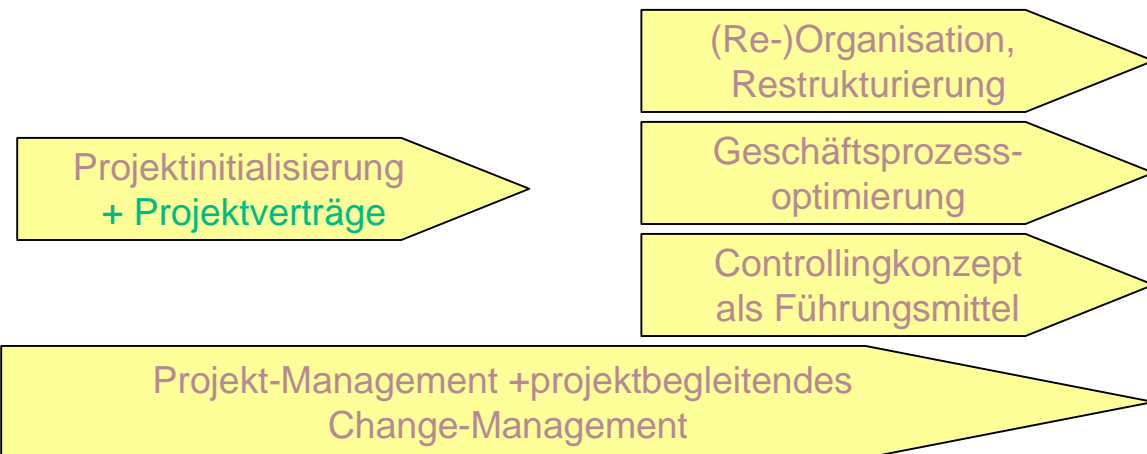 (Re-)Organisation,
Restrukturierung
Projektinitialisierung
+ Projektverträge
Geschäftsprozess-
optimierung
Controllingkonzept
als Führungsmittel
Projekt-Management +projektbegleitendes
Change-Management